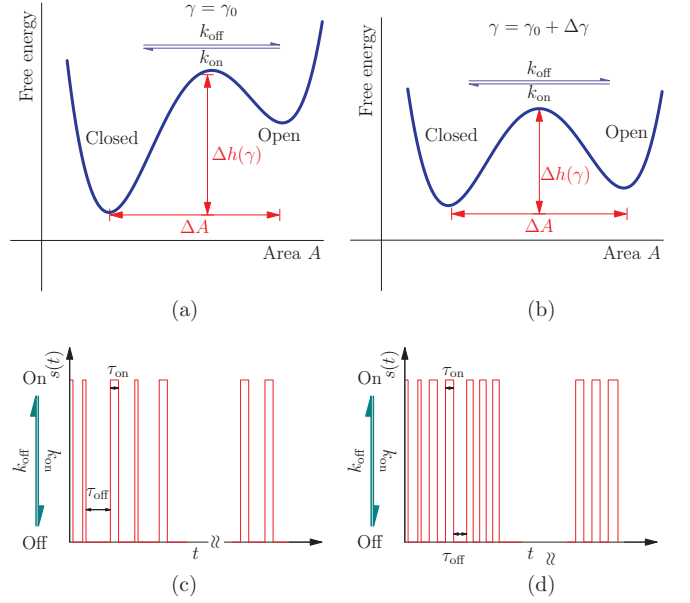 γ = γ₀
k_off
k_on
Free energy
Closed
Open
Δh(γ)
ΔA
Area A
(a)
γ = γ₀ + Δγ
k_off
k_on
Free energy
Closed
Open
Δh(γ)
ΔA
Area A
(b)
s(t)
On
τ_on
k_off
k_on
τ_off
Off
t
≈
(c)
s(t)
On
τ_on
k_off
k_on
Off
τ_off
t
≈
(d)